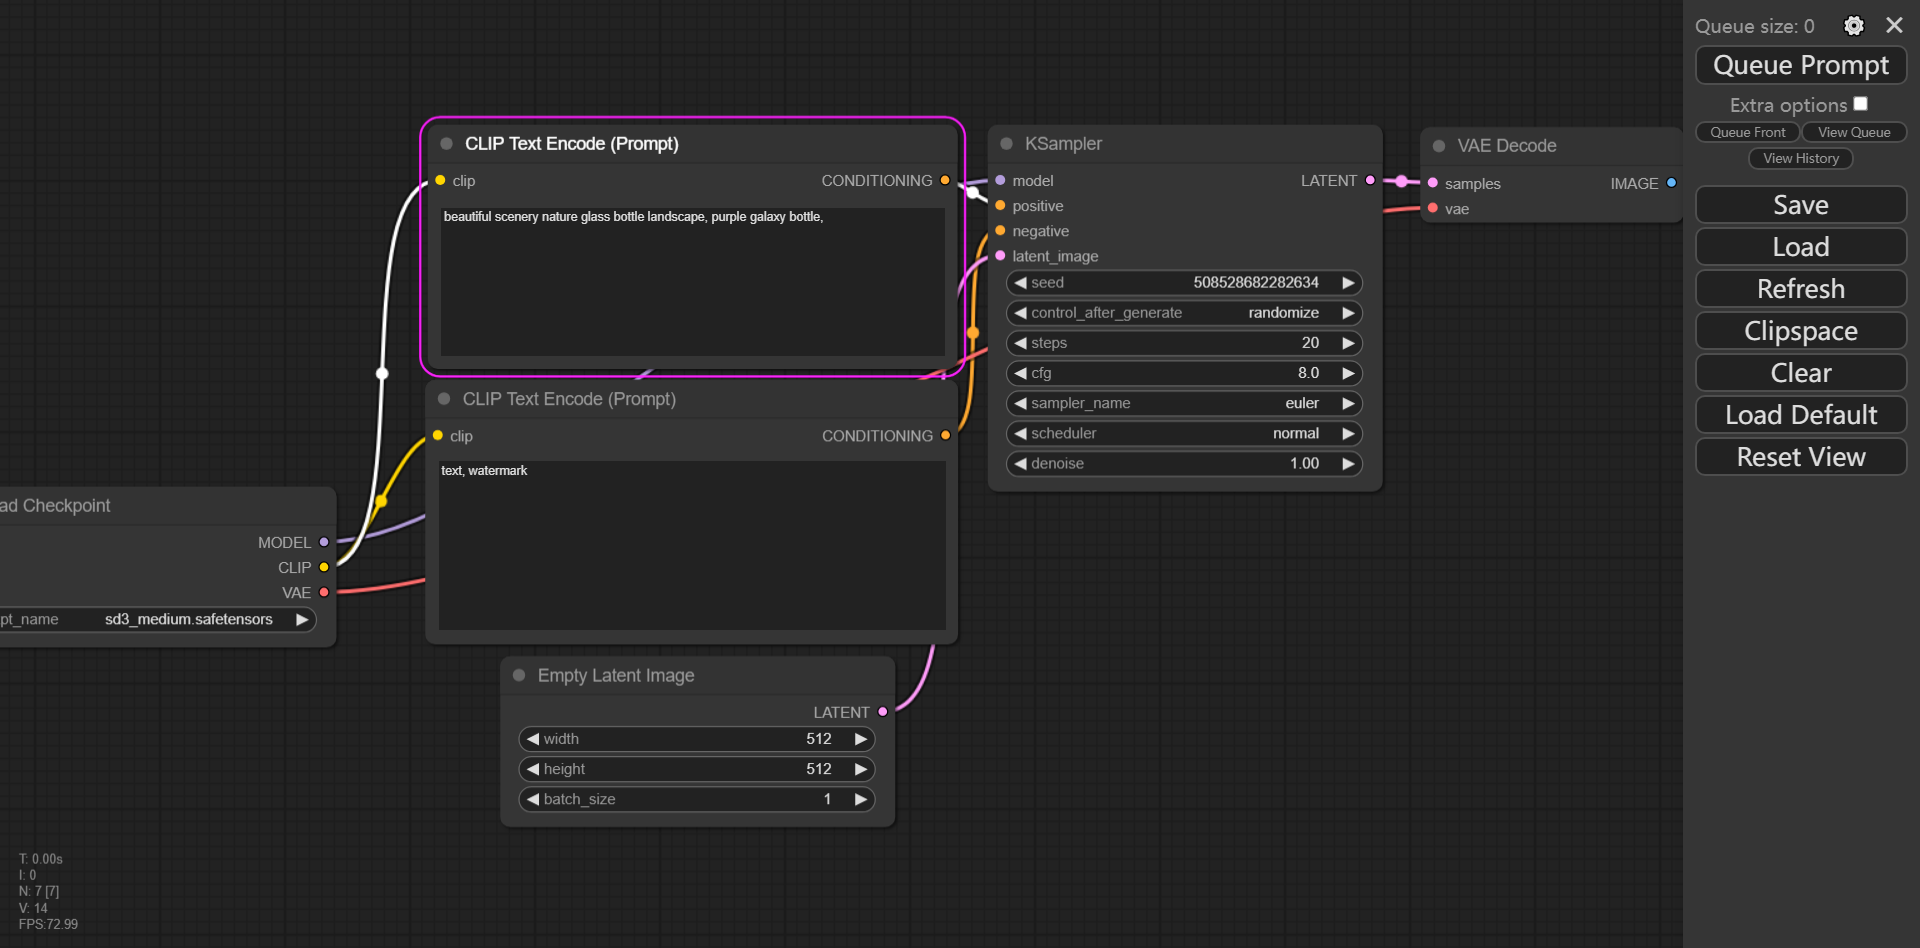 CLIP Text Encode (Prompt)
clip
CONDITIONING
beautiful scenery nature glass bottle landscape, purple galaxy bottle,
CLIP Text Encode (Prompt)
clip
CONDITIONING
text, watermark
ad Checkpoint
MODEL
CLIP
VAE
pt_name sd3_medium.safetensors
Empty Latent Image
LATENT
width 512
height 512
batch_size 1
KSampler
model LATENT
positive
negative
latent_image
seed 508528682282634
control_after_generate randomize
steps 20
cfg 8.0
sampler_name euler
scheduler normal
denoise 1.00
VAE Decode
samples IMAGE
vae
Queue size: 0
Queue Prompt
Extra options
Queue Front View Queue
View History
Save
Load
Refresh
Clipspace
Clear
Load Default
Reset View
T: 0.00s
I: 0
N: 7 [7]
V: 14
FPS:72.99